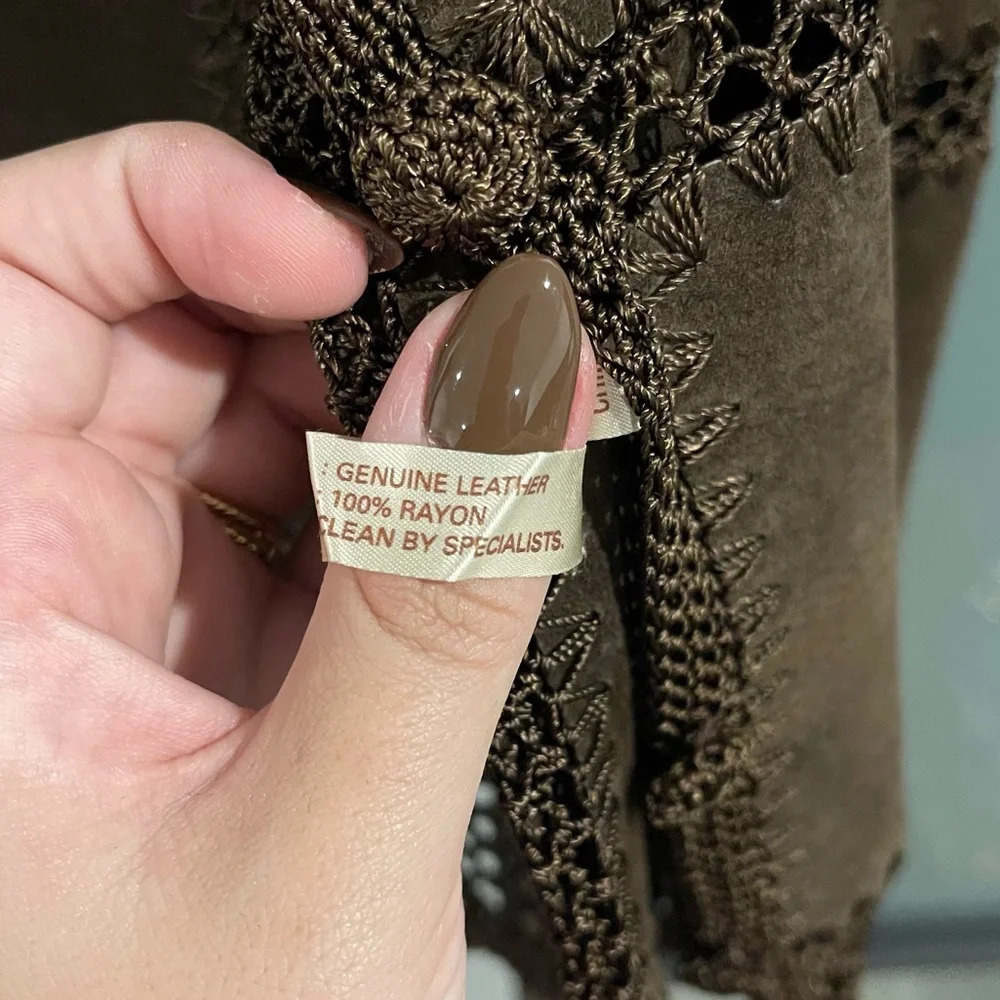 : GENUINE LEATHER
: 100% RAYON
CLEAN BY SPECIALISTS.